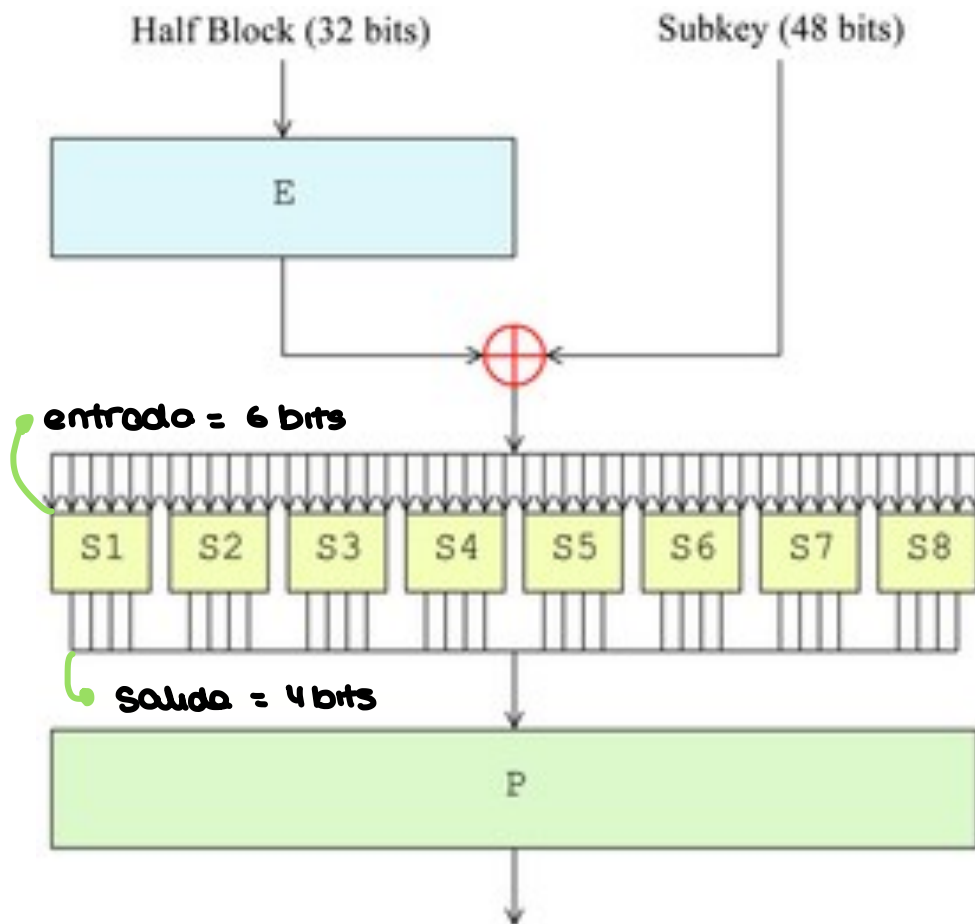 Half Block (32 bits) Subkey (48 bits)
E
entrada = 6 bits
S1 S2 S3 S4 S5 S6 S7 S8
salida = 4 bits
P